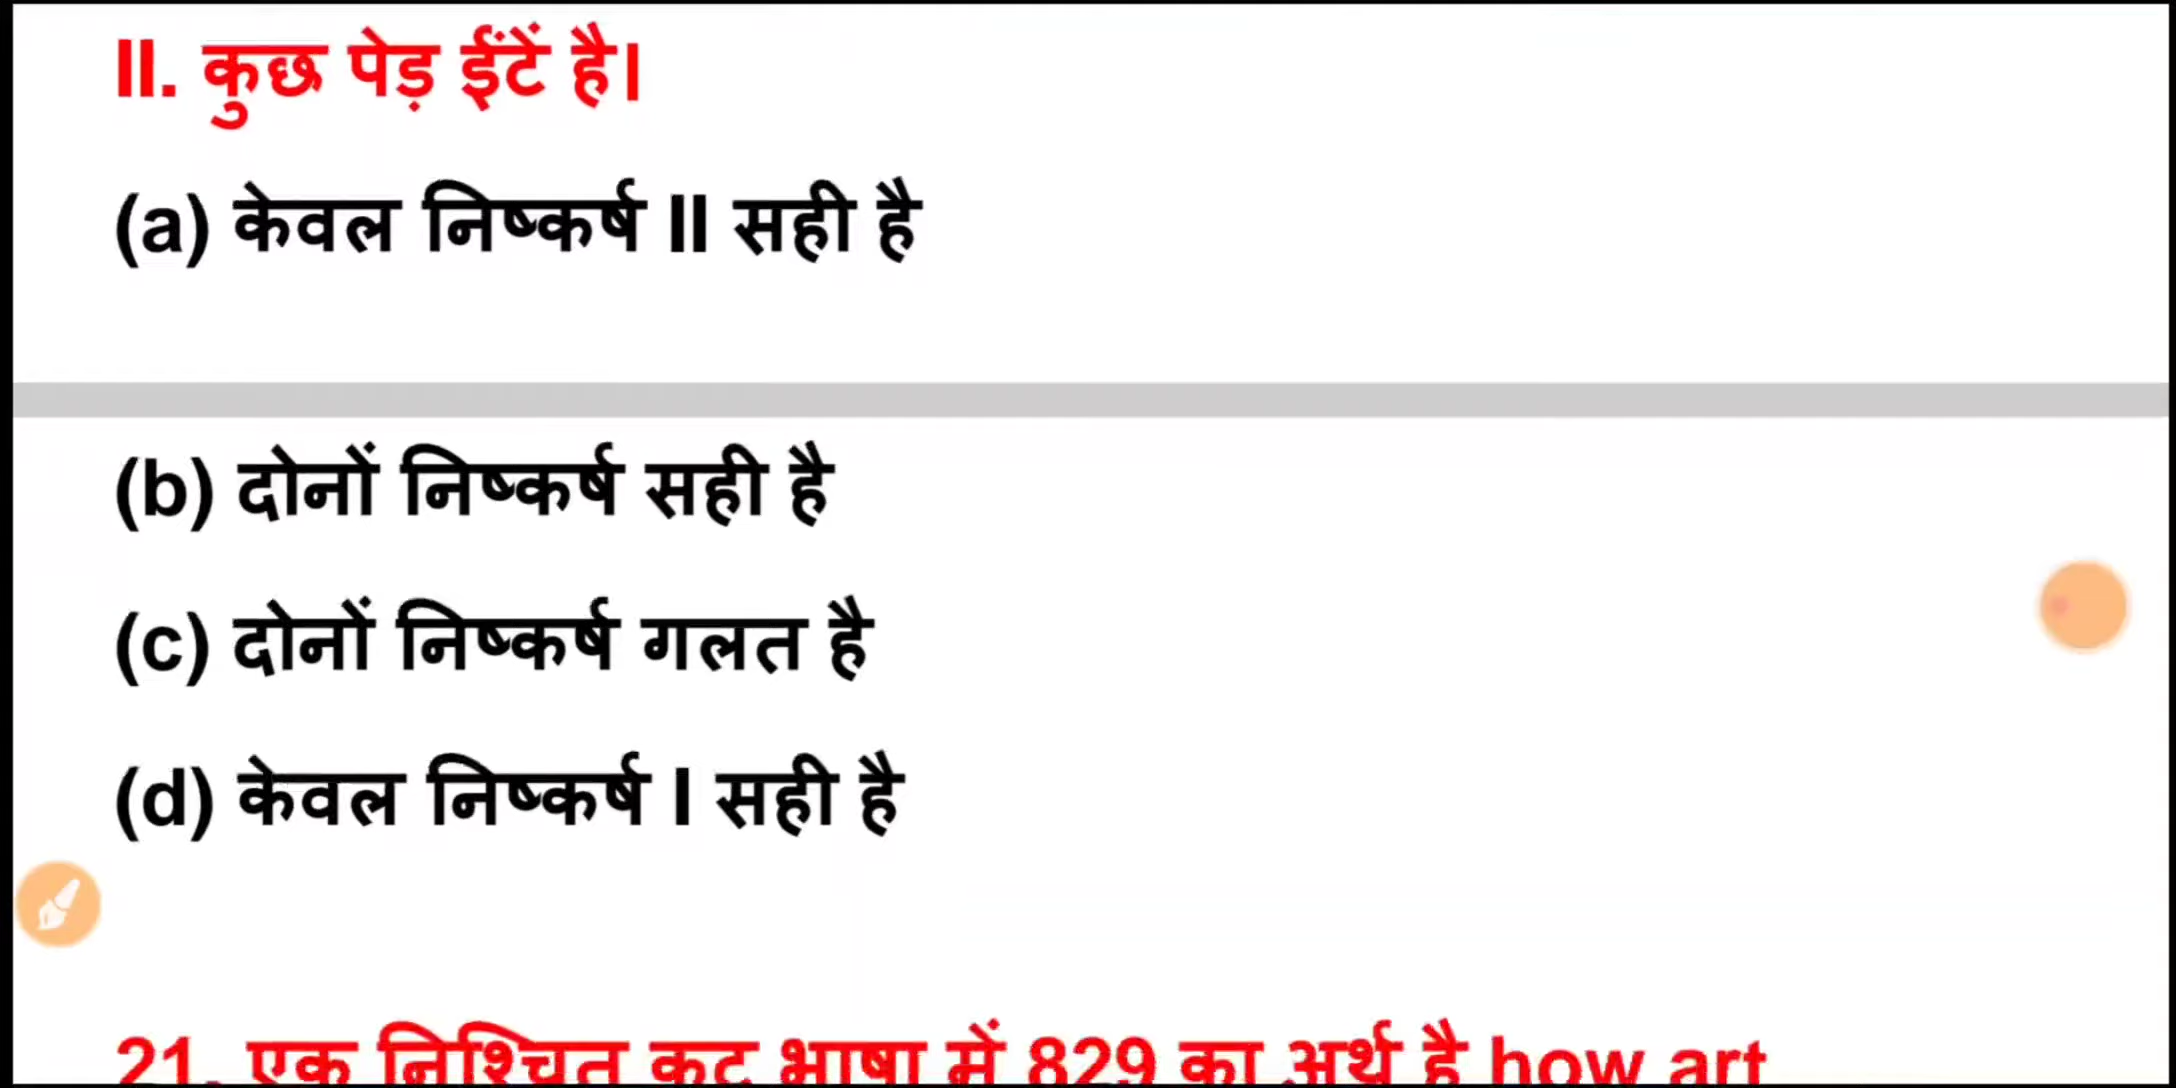 II. कुछ पेड़ ईंटें है।
(a) केवल निष्कर्ष II सही है
(b) दोनों निष्कर्ष सही है
(c) दोनों निष्कर्ष गलत है
(d) केवल निष्कर्ष I सही है
21. एक निश्चित कूट भाषा में 829 का अर्थ है how art